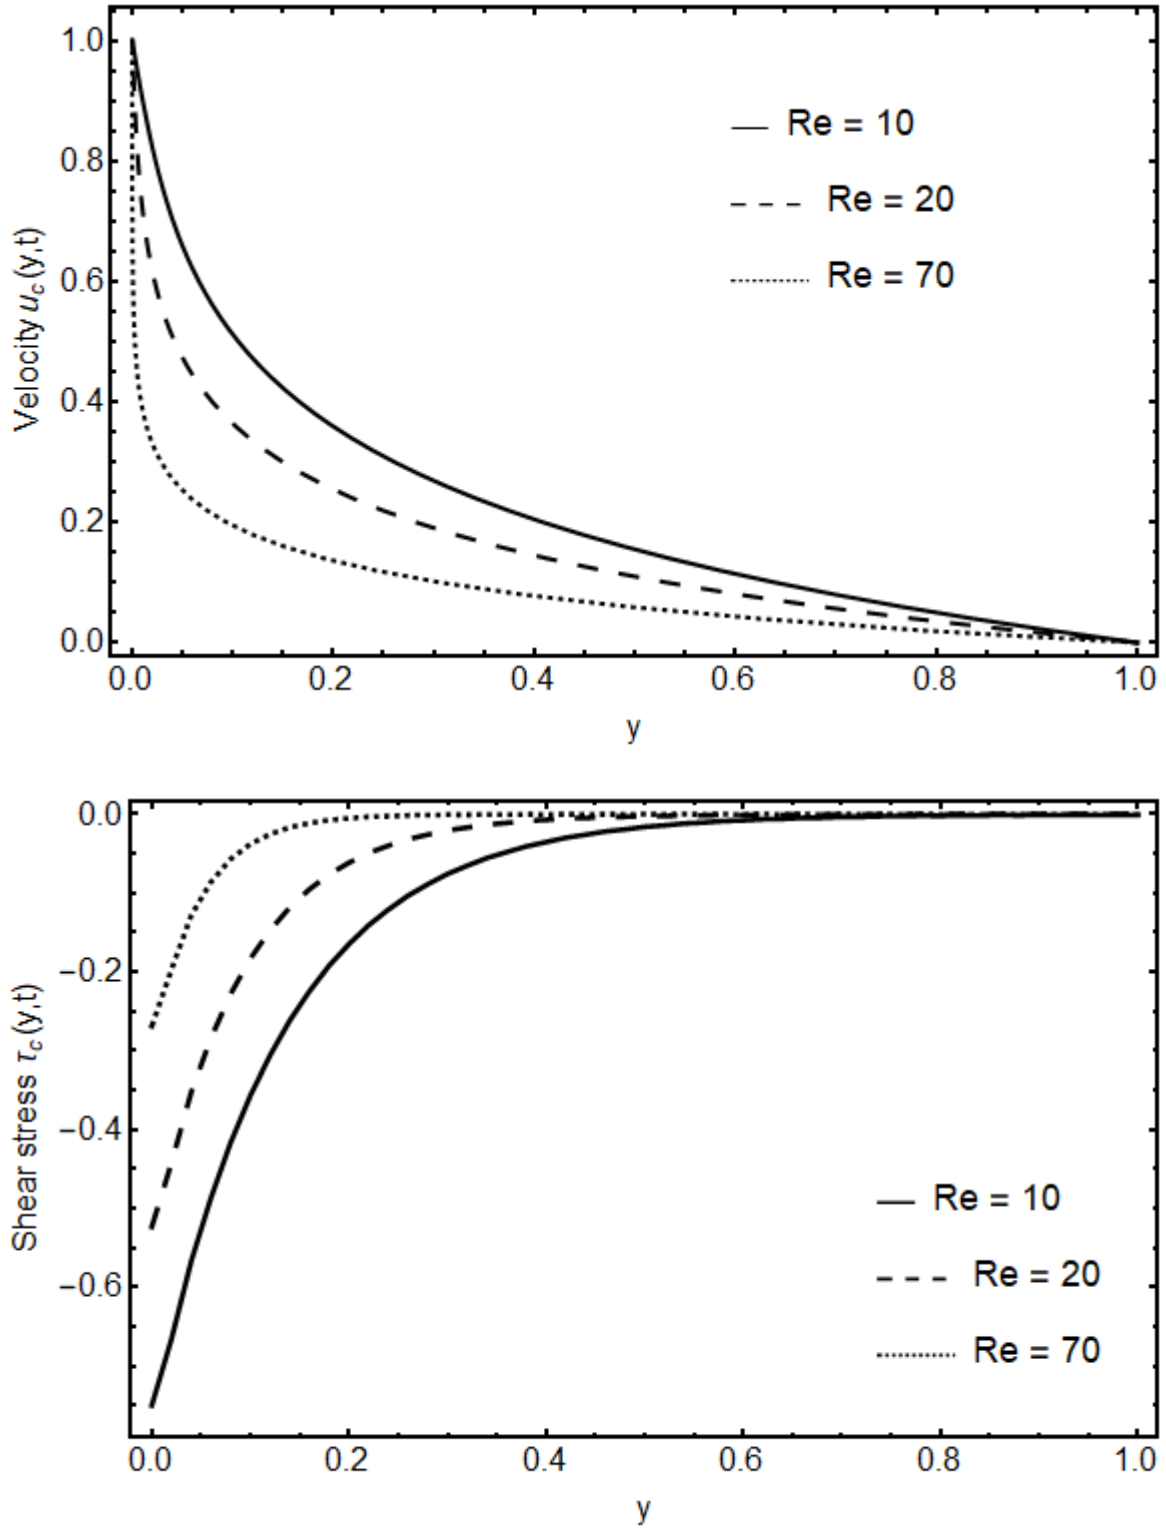 1.0
0.8
0.6
0.4
0.2
0.0
Velocity u_c(y,t)
Re = 10
Re = 20
Re = 70
0.0 0.2 0.4 0.6 0.8 1.0
y
0.0
−0.2
−0.4
−0.6
Shear stress τ_c(y,t)
Re = 10
Re = 20
Re = 70
0.0 0.2 0.4 0.6 0.8 1.0
y